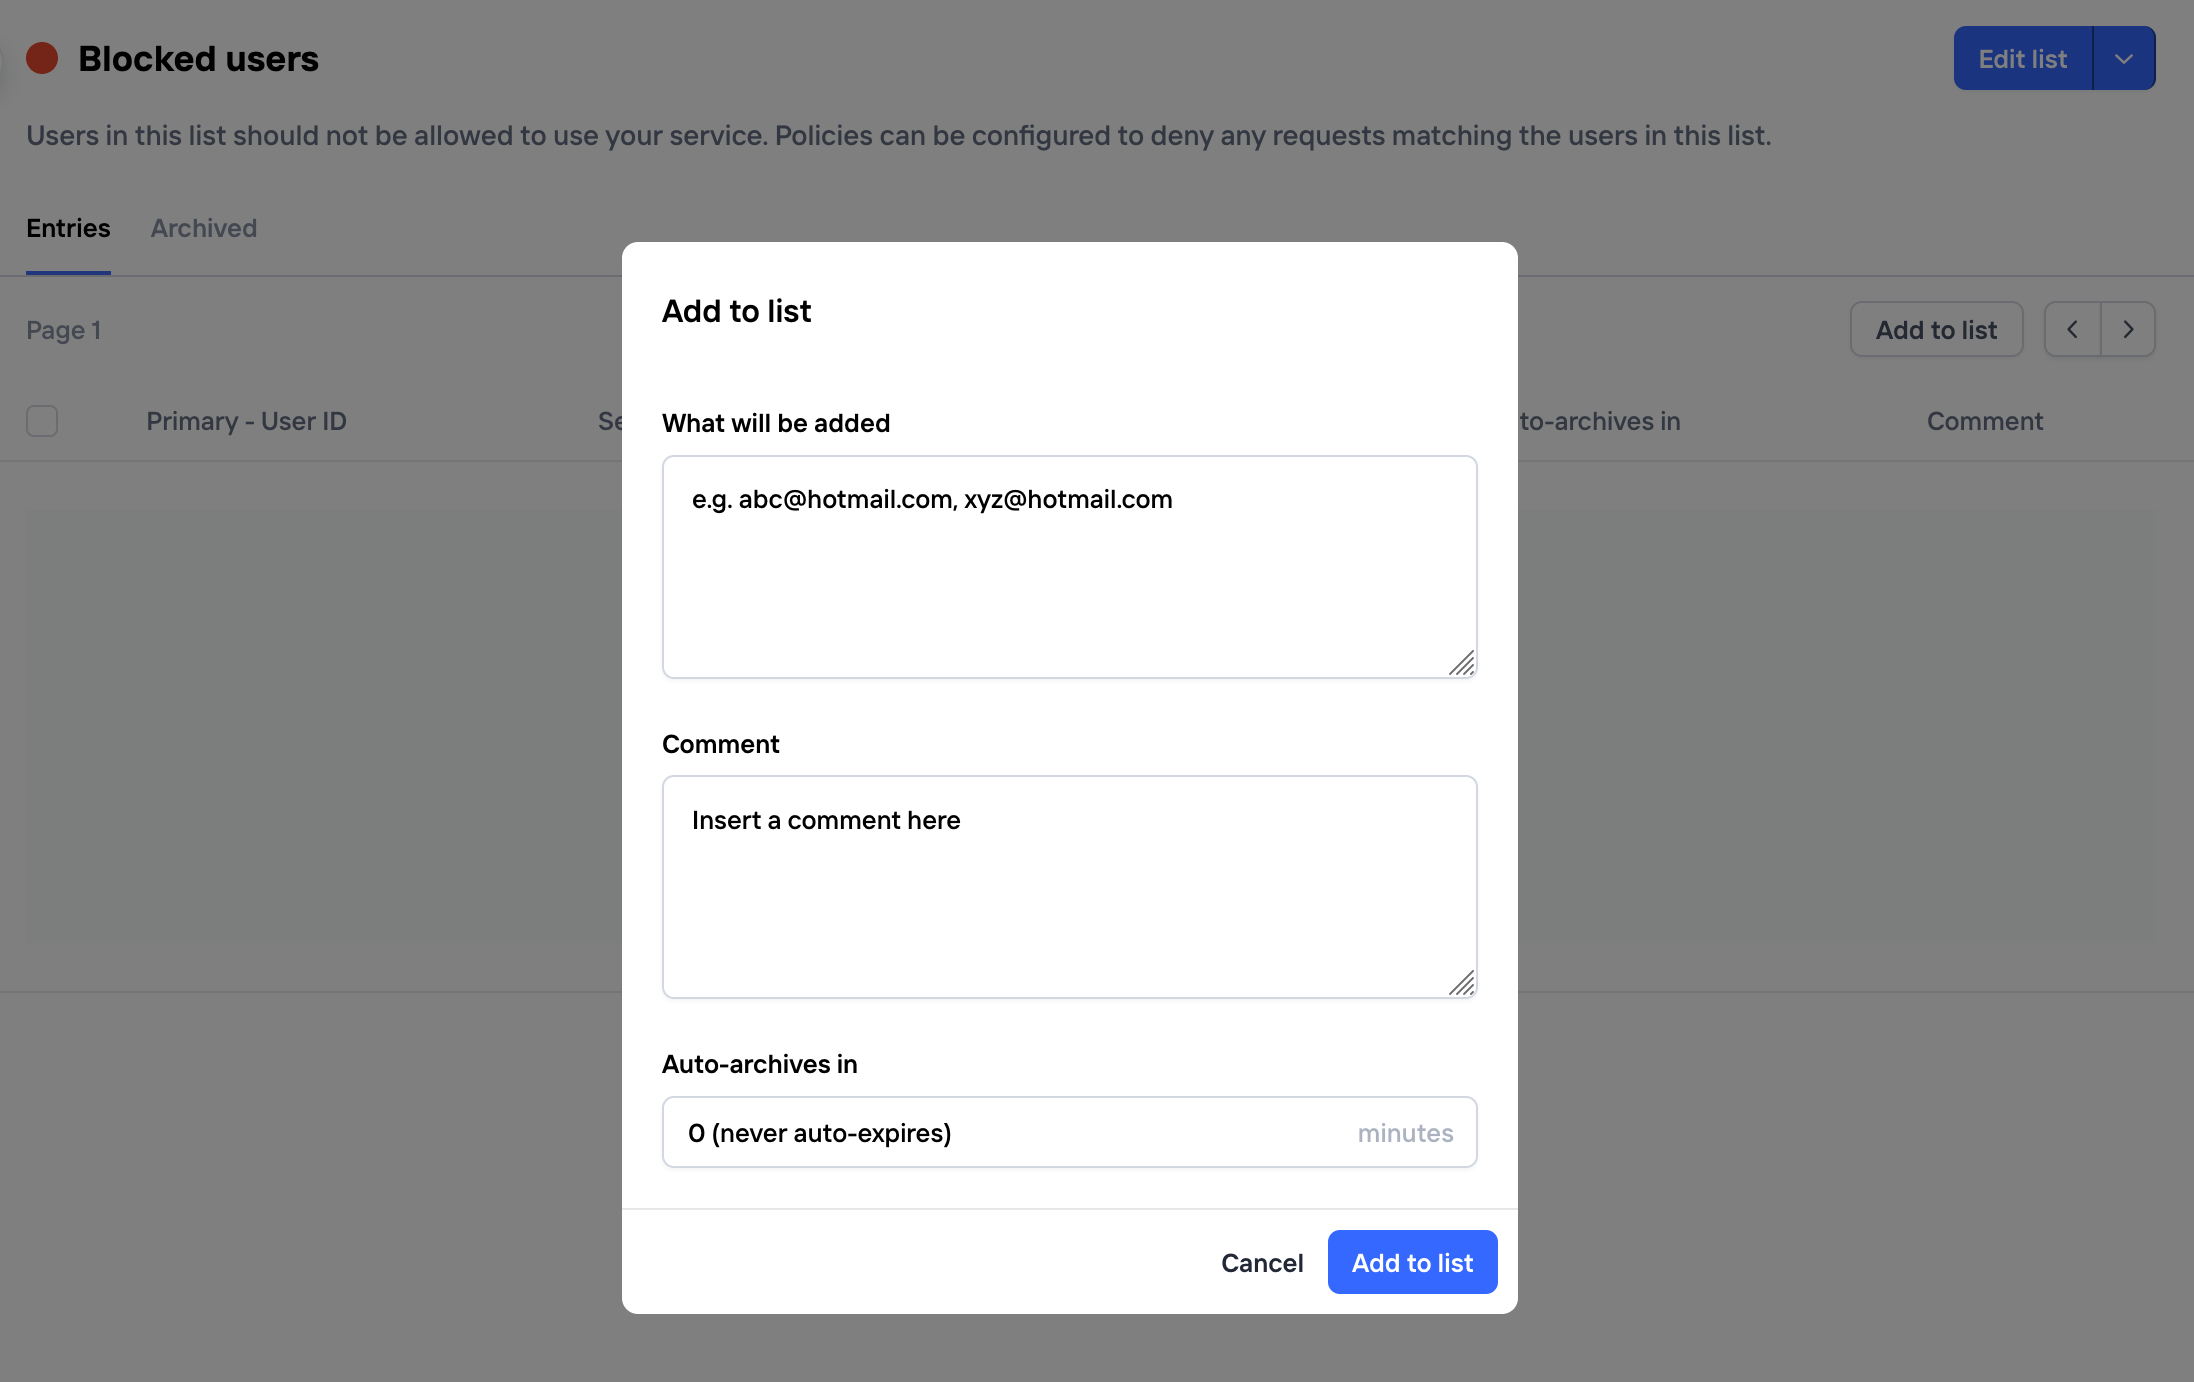 Blocked users
Edit list
Users in this list should not be allowed to use your service. Policies can be configured to deny any requests matching the users in this list.
Entries
Archived
Page 1
Add to list
Primary - User ID
Se
to-archives in
Comment
Add to list
What will be added
e.g. abc@hotmail.com, xyz@hotmail.com
Comment
Insert a comment here
Auto-archives in
0 (never auto-expires)
minutes
Cancel
Add to list